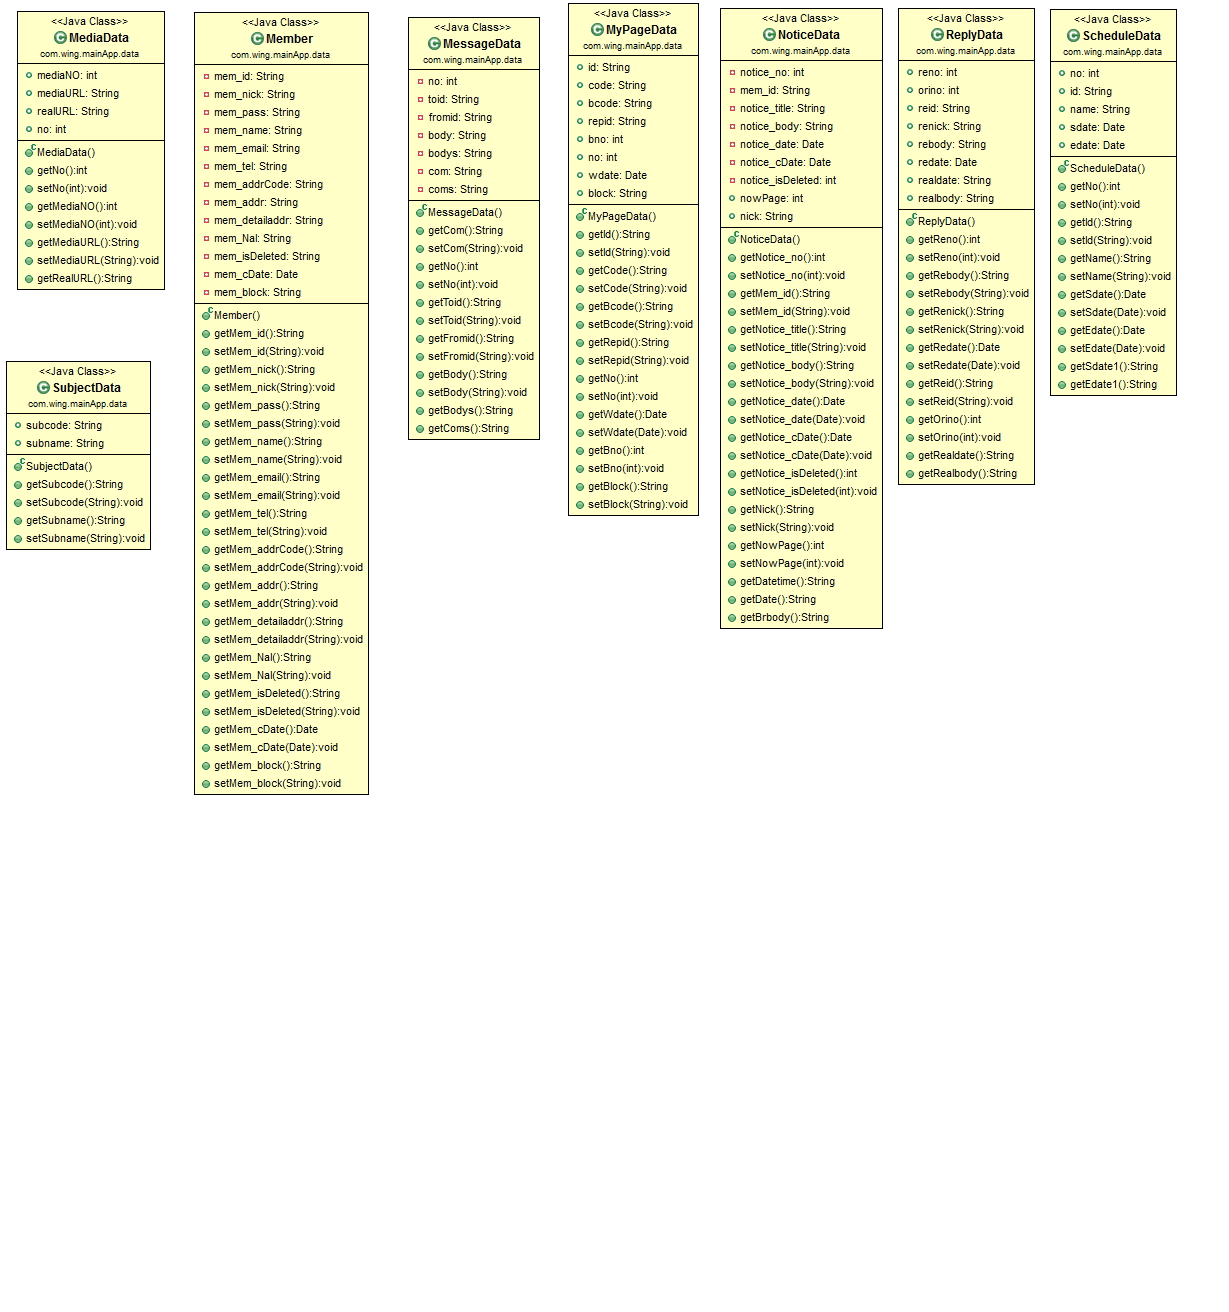 <<Java Class>>
MediaData
com.wing.mainApp.data
mediaNO: int
mediaURL: String
realURL: String
no: int
MediaData()
getNo():int
setNo(int):void
getMediaNO():int
setMediaNO(int):void
getMediaURL():String
setMediaURL(String):void
getRealURL():String
<<Java Class>>
SubjectData
com.wing.mainApp.data
subcode: String
subname: String
SubjectData()
getSubcode():String
setSubcode(String):void
getSubname():String
setSubname(String):void
<<Java Class>>
Member
com.wing.mainApp.data
mem_id: String
mem_nick: String
mem_pass: String
mem_name: String
mem_email: String
mem_tel: String
mem_addrCode: String
mem_addr: String
mem_detailaddr: String
mem_Nal: String
mem_isDeleted: String
mem_cDate: Date
mem_block: String
Member()
getMem_id():String
setMem_id(String):void
getMem_nick():String
setMem_nick(String):void
getMem_pass():String
setMem_pass(String):void
getMem_name():String
setMem_name(String):void
getMem_email():String
setMem_email(String):void
getMem_tel():String
setMem_tel(String):void
getMem_addrCode():String
setMem_addrCode(String):void
getMem_addr():String
setMem_addr(String):void
getMem_detailaddr():String
setMem_detailaddr(String):void
getMem_Nal():String
setMem_Nal(String):void
getMem_isDeleted():String
setMem_isDeleted(String):void
getMem_cDate():Date
setMem_cDate(Date):void
getMem_block():String
setMem_block(String):void
<<Java Class>>
MessageData
com.wing.mainApp.data
no: int
toid: String
fromid: String
body: String
bodys: String
com: String
coms: String
MessageData()
getCom():String
setCom(String):void
getNo():int
setNo(int):void
getToid():String
setToid(String):void
getFromid():String
setFromid(String):void
getBody():String
setBody(String):void
getBodys():String
getComs():String
<<Java Class>>
MyPageData
com.wing.mainApp.data
id: String
code: String
bcode: String
repid: String
bno: int
no: int
wdate: Date
block: String
MyPageData()
getId():String
setId(String):void
getCode():String
setCode(String):void
getBcode():String
setBcode(String):void
getRepid():String
setRepid(String):void
getNo():int
setNo(int):void
getWdate():Date
setWdate(Date):void
getBno():int
setBno(int):void
getBlock():String
setBlock(String):void
<<Java Class>>
NoticeData
com.wing.mainApp.data
notice_no: int
mem_id: String
notice_title: String
notice_body: String
notice_date: Date
notice_cDate: Date
notice_isDeleted: int
nowPage: int
nick: String
NoticeData()
getNotice_no():int
setNotice_no(int):void
getMem_id():String
setMem_id(String):void
getNotice_title():String
setNotice_title(String):void
getNotice_body():String
setNotice_body(String):void
getNotice_date():Date
setNotice_date(Date):void
getNotice_cDate():Date
setNotice_cDate(Date):void
getNotice_isDeleted():int
setNotice_isDeleted(int):void
getNick():String
setNick(String):void
getNowPage():int
setNowPage(int):void
getDatetime():String
getDate():String
getBrbody():String
<<Java Class>>
ReplyData
com.wing.mainApp.data
reno: int
orino: int
reid: String
renick: String
rebody: String
redate: Date
realdate: String
realbody: String
ReplyData()
getReno():int
setReno(int):void
getRebody():String
setRebody(String):void
getRenick():String
setRenick(String):void
getRedate():Date
setRedate(Date):void
getReid():String
setReid(String):void
getOrino():int
setOrino(int):void
getRealdate():String
getRealbody():String
<<Java Class>>
ScheduleData
com.wing.mainApp.data
no: int
id: String
name: String
sdate: Date
edate: Date
ScheduleData()
getNo():int
setNo(int):void
getId():String
setId(String):void
getName():String
setName(String):void
getSdate():Date
setSdate(Date):void
getEdate():Date
setEdate(Date):void
getSdate1():String
getEdate1():String